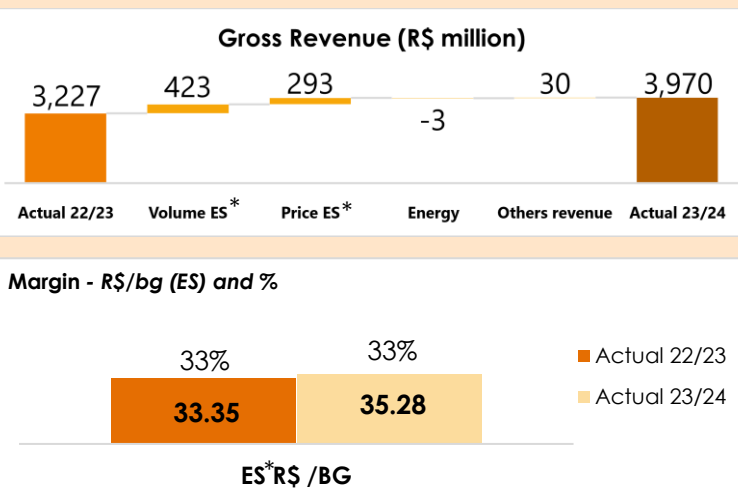 Gross Revenue (R$ million)
3,227 423 293 -3 30 3,970
Actual 22/23 Volume ES* Price ES* Energy Others revenue Actual 23/24
Margin - R$/bg (ES) and %
33% 33%
33.35 35.28
Actual 22/23
Actual 23/24
ES*R$ /BG